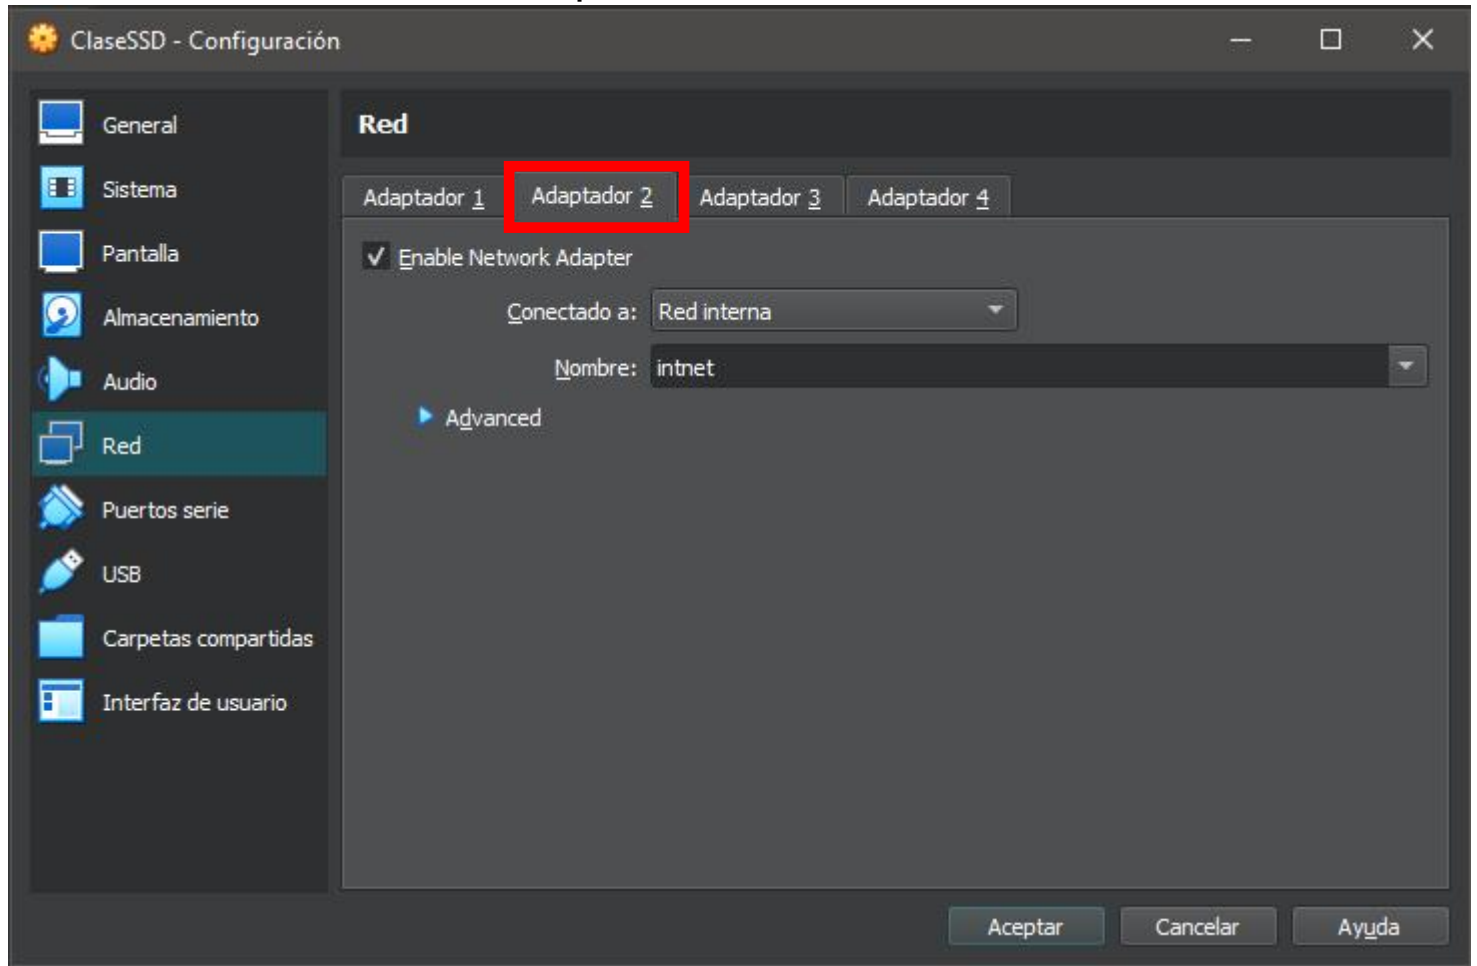 ClaseSSD - Configuración
General
Sistema
Pantalla
Almacenamiento
Audio
Red
Puertos serie
USB
Carpetas compartidas
Interfaz de usuario
Red
Adaptador 1 Adaptador 2 Adaptador 3 Adaptador 4
Enable Network Adapter
Conectado a: Red interna
Nombre: intnet
Advanced
Aceptar Cancelar Ayuda